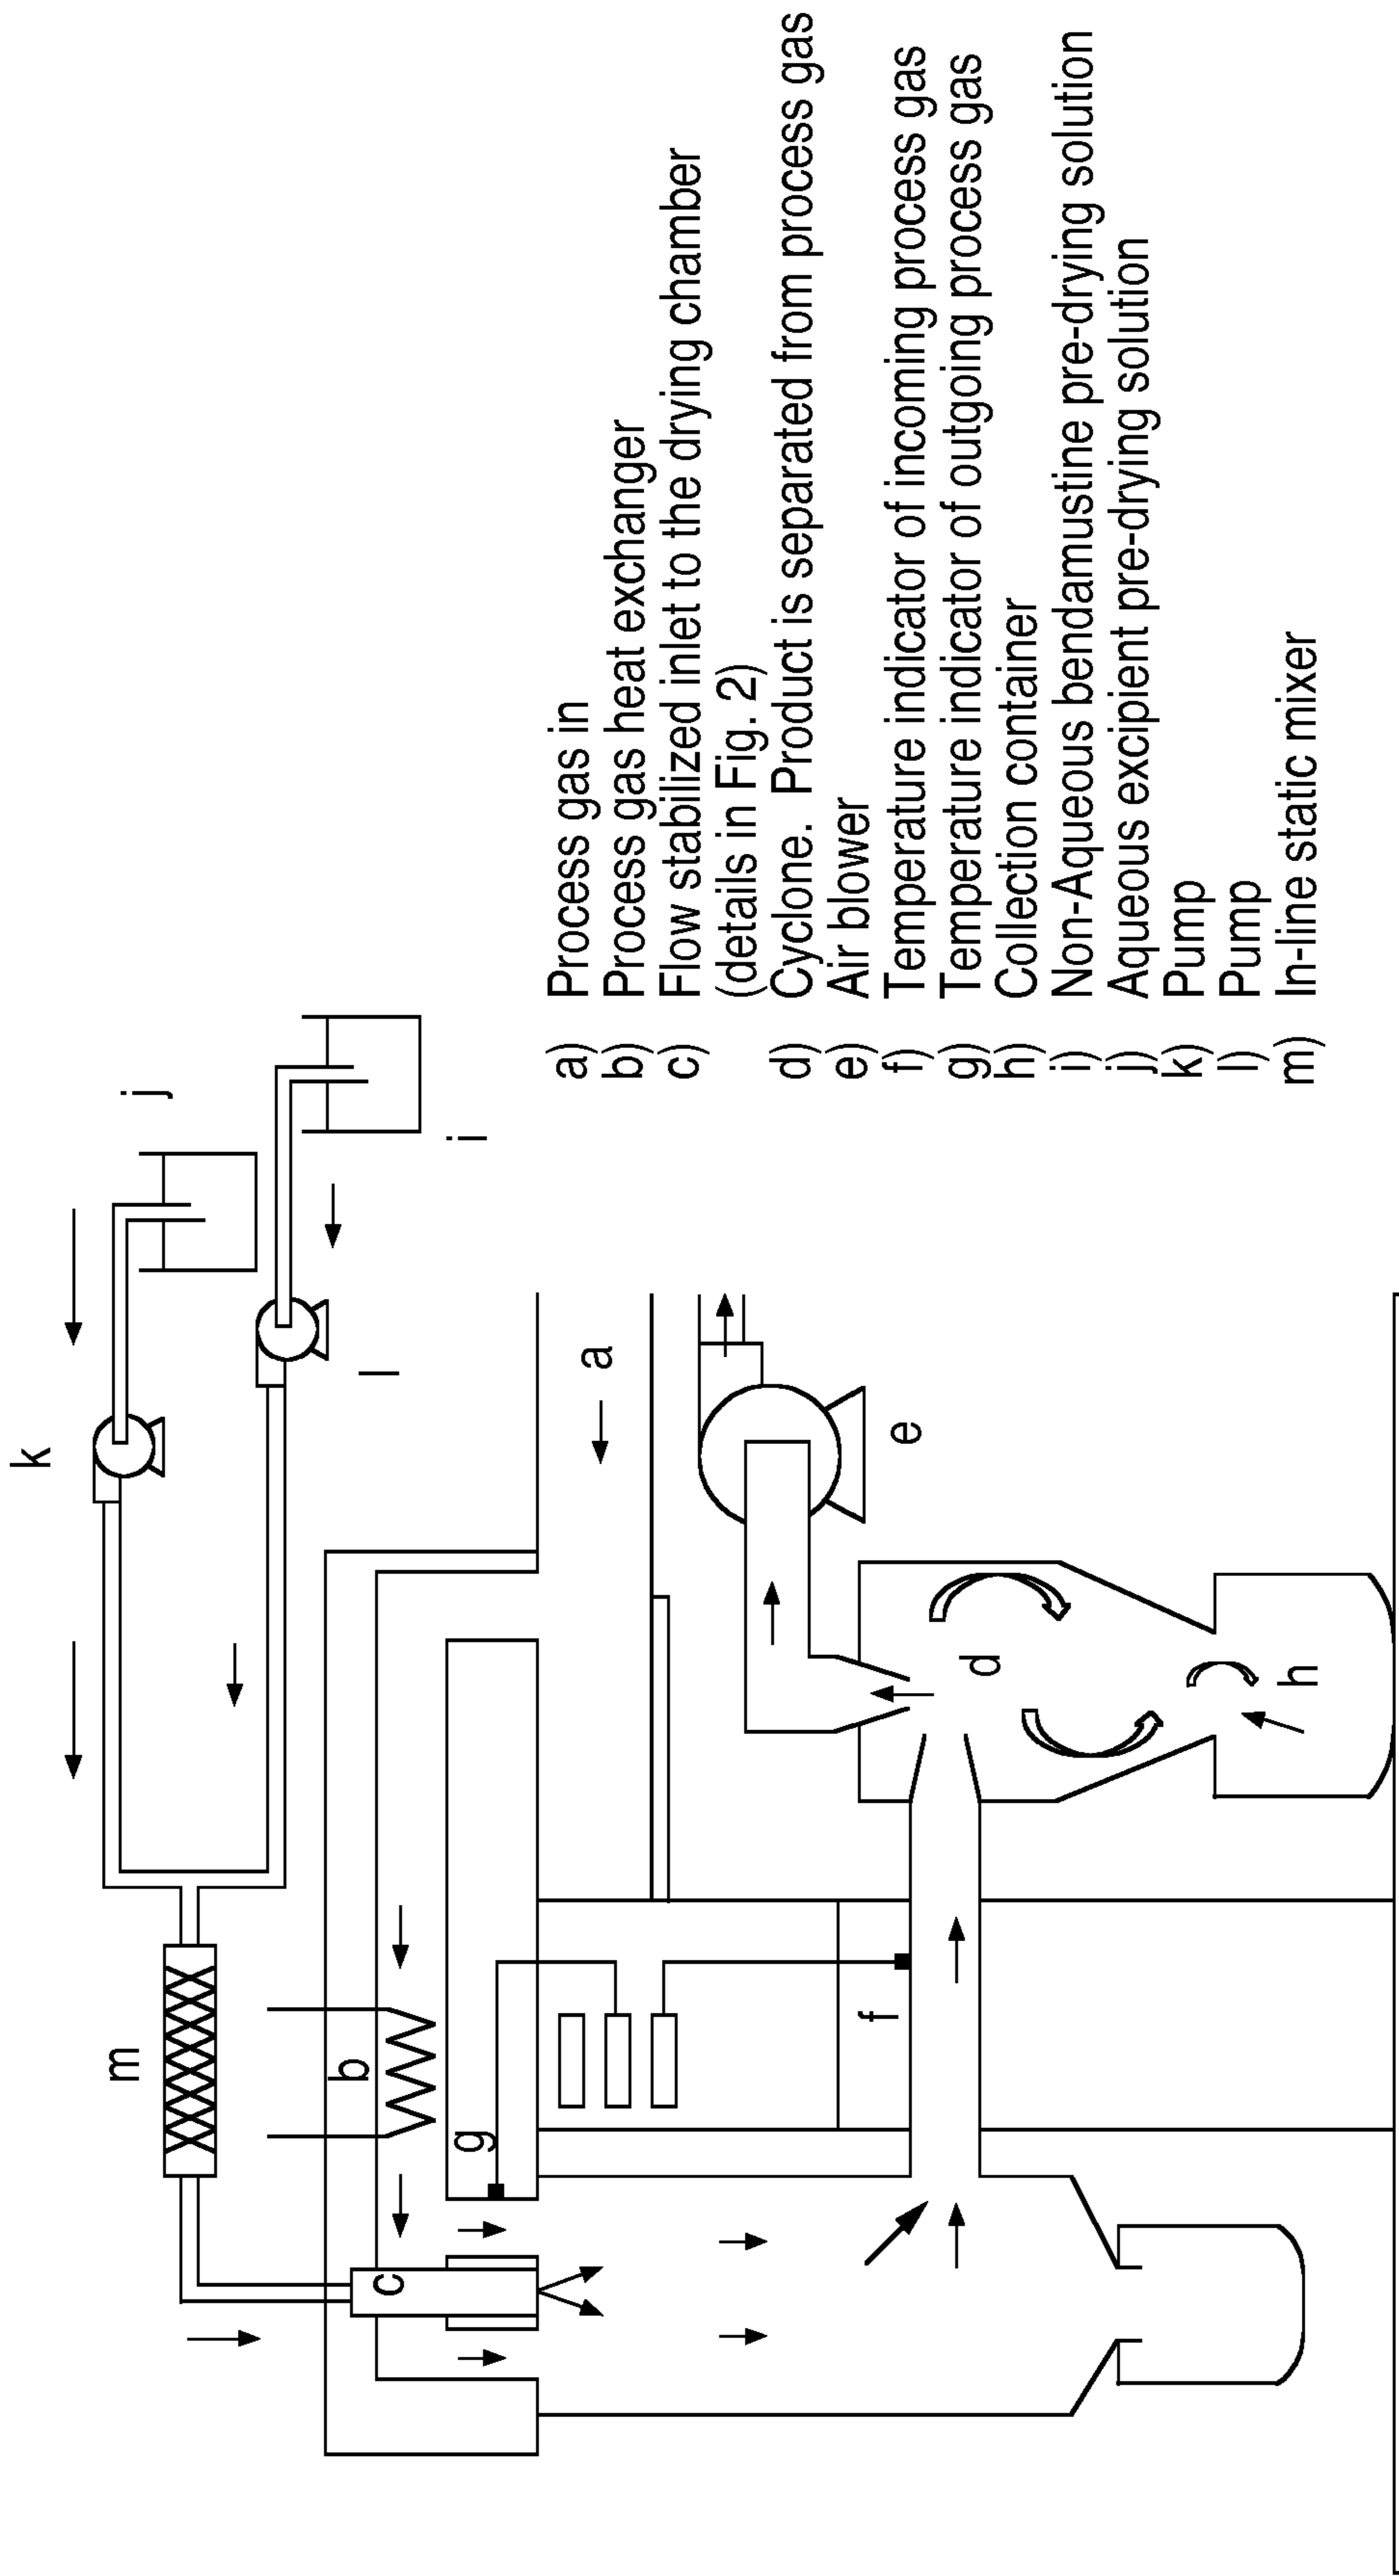 k
j
l
i
m
b
a
c
g
f
e
d
h
a) Process gas in
b) Process gas heat exchanger
c) Flow stabilized inlet to the drying chamber
(details in Fig. 2)
d) Cyclone. Product is separated from process gas
e) Air blower
f) Temperature indicator of incoming process gas
g) Temperature indicator of outgoing process gas
h) Collection container
i) Non-Aqueous bendamustine pre-drying solution
j) Aqueous excipient pre-drying solution
k) Pump
l) Pump
m) In-line static mixer